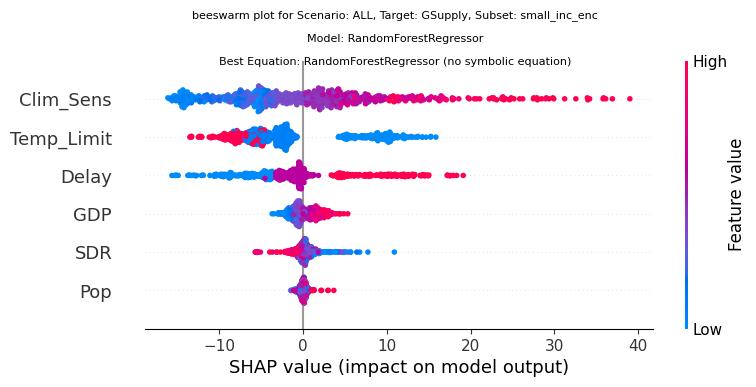 beeswarm plot for Scenario: ALL, Target: GSupply, Subset: small_inc_enc
Model: RandomForestRegressor
Best Equation: RandomForestRegressor (no symbolic equation)
High
Clim_Sens
Temp_Limit
Delay
GDP
SDR
Pop
Feature value
Low
−10 0 10 20 30 40
SHAP value (impact on model output)